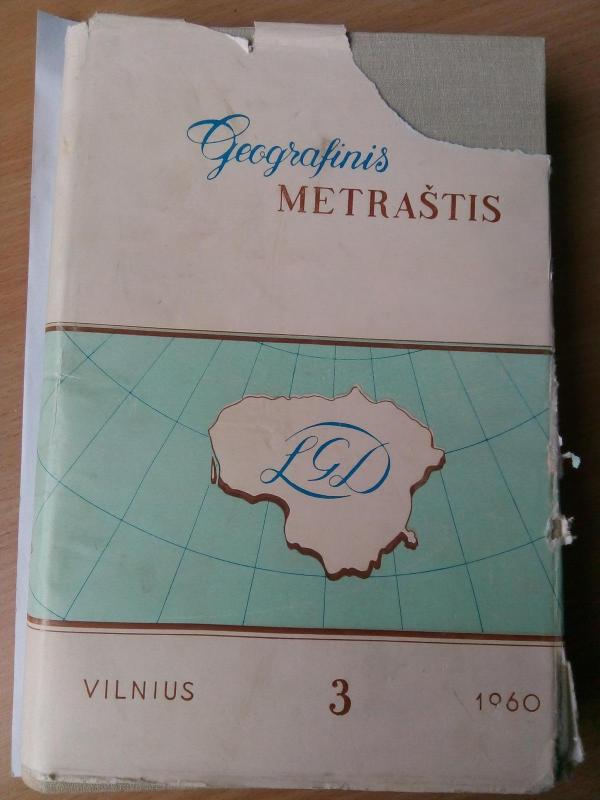 Geografinis
METRAŠTIS
LGD
VILNIUS 3 1960